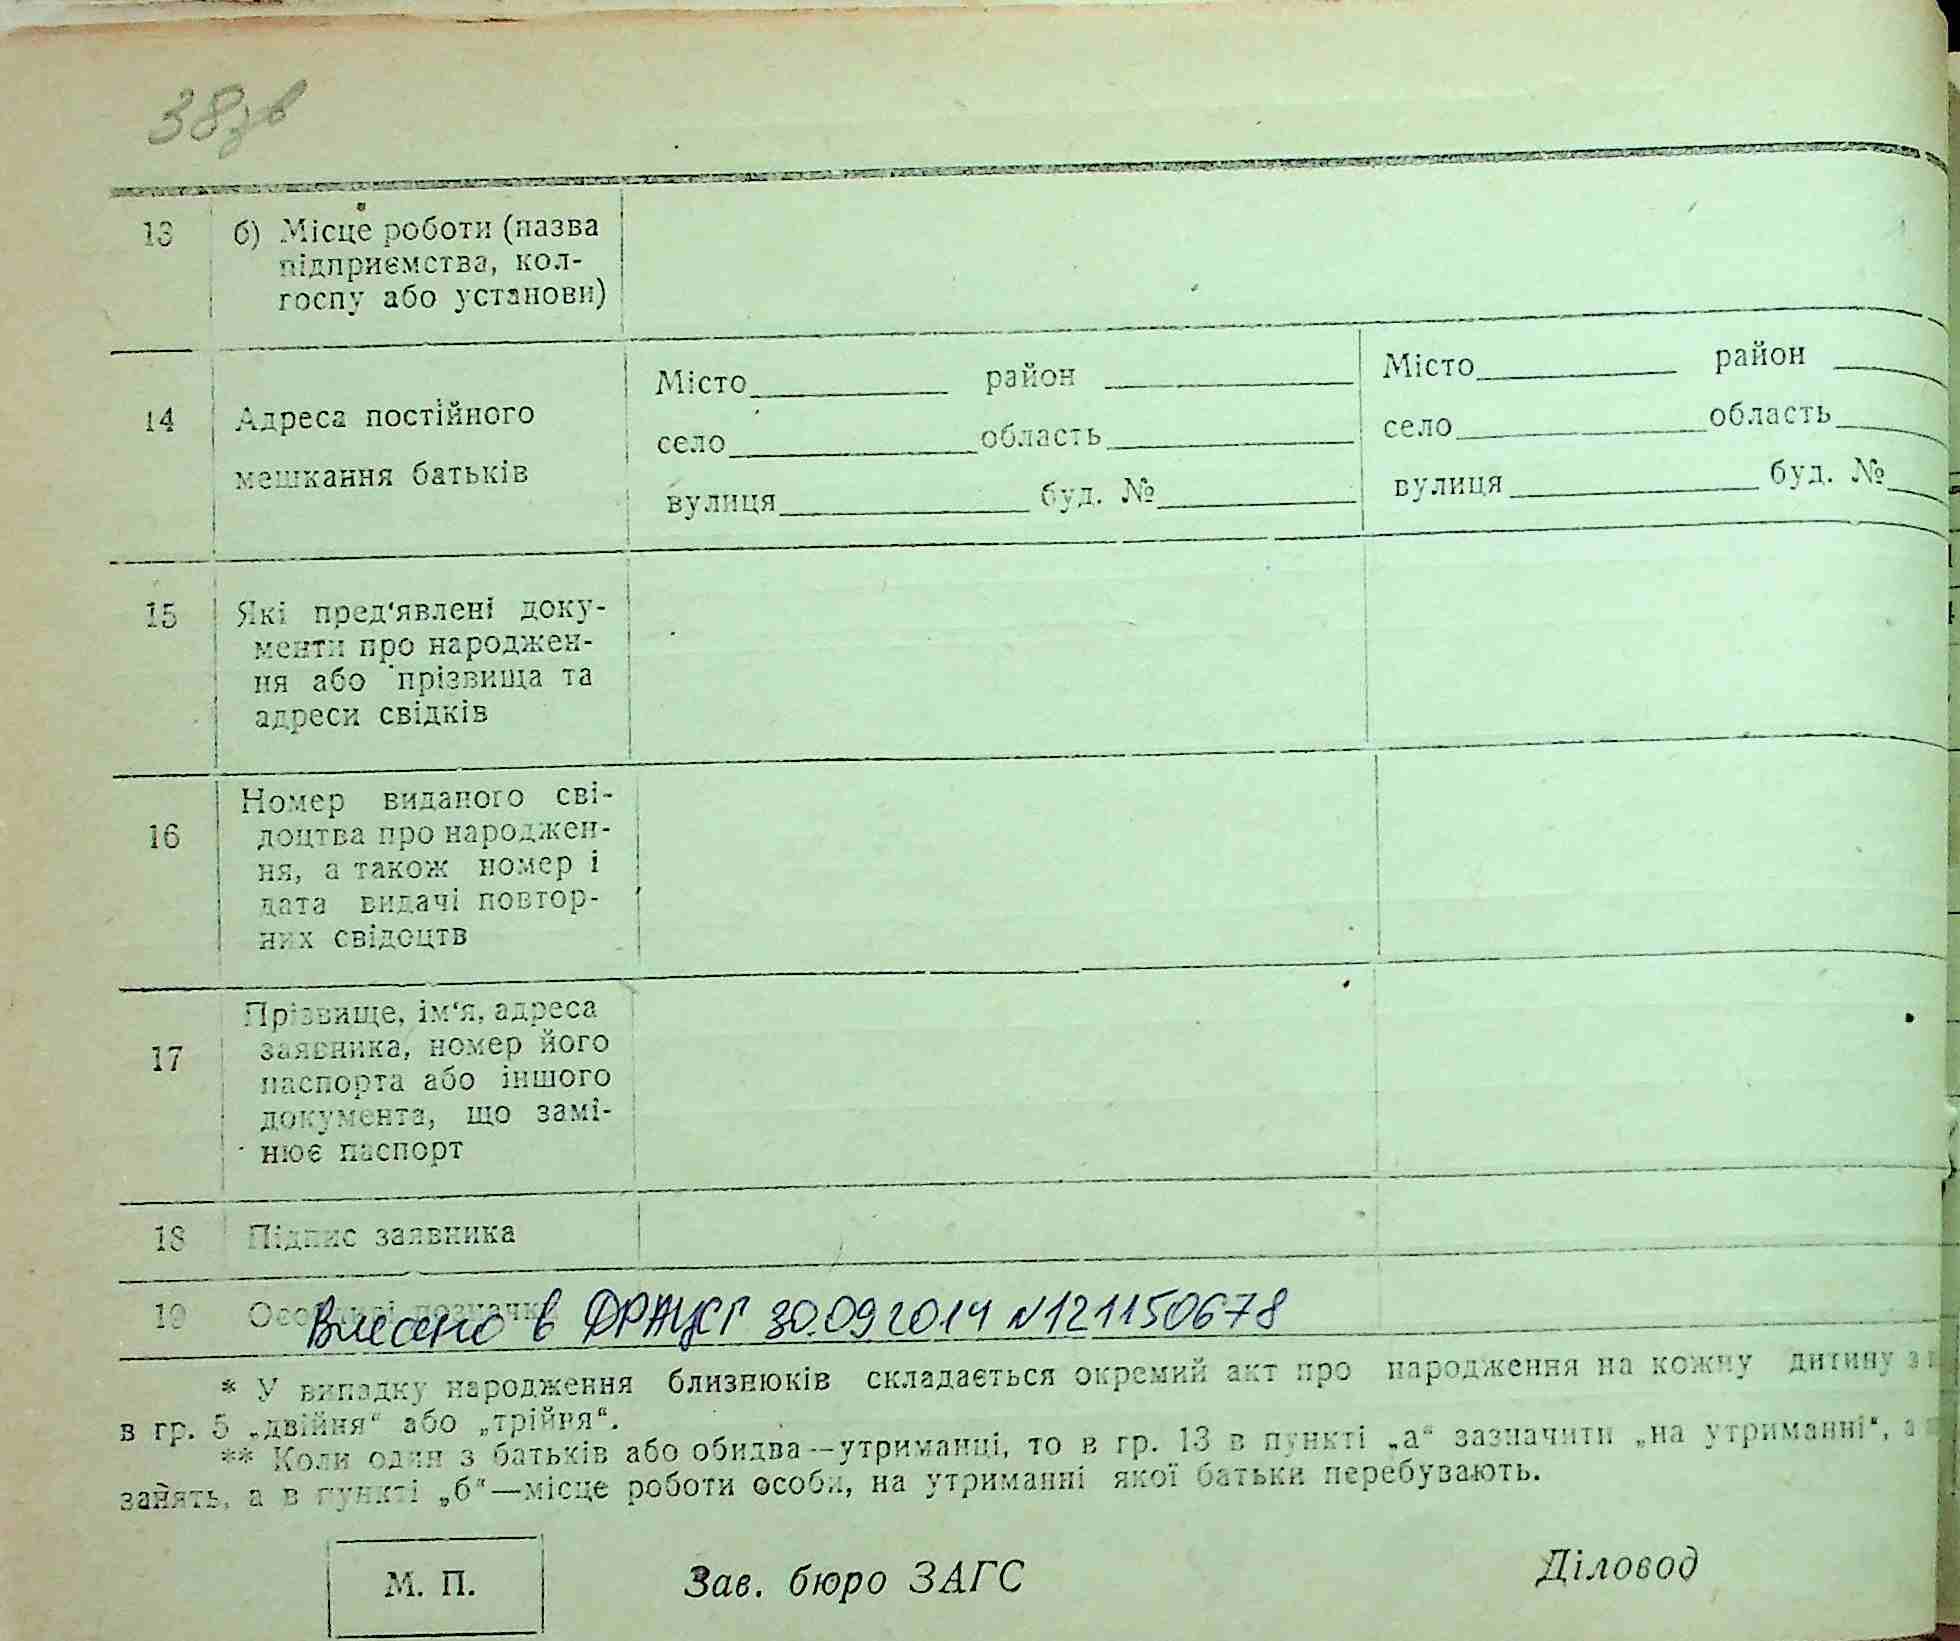 38зв
13 б) Місце роботи (назва
підприємства, кол-
госпу або установи)
14 Адреса постійного
мешкання батьків
Місто район
село область
вулиця буд. №
Місто район
село область
вулиця буд. №
15 Які пред‘явлені доку-
менти про народжен-
ня або прізвища та
адреси свідків
16 Номер виданого сві-
доцтва про народжен-
ня, а також номер і
дата видачі повтор-
них свідоцтв
17 Прізвище, ім‘я, адреса
заявника, номер його
паспорта або іншого
документа, що замі-
нює паспорт
18 Підпис заявника
19 Особливі позначки
Внесено в ДРАЦСГ 30.09 2014 N121150678
* У випадку народження близнюків складається окремий акт про народження на кожну дитину з
в гр. 5 „двійня“ або „трійня“.
** Коли один з батьків або обидва—утриманці, то в гр. 13 в пункті „а“ зазначити „на утриманні“, а
занять, а в пункті „б“—місце роботи особи, на утриманні якої батьки перебувають.
М. П.
Зав. бюро ЗАГС
Діловод